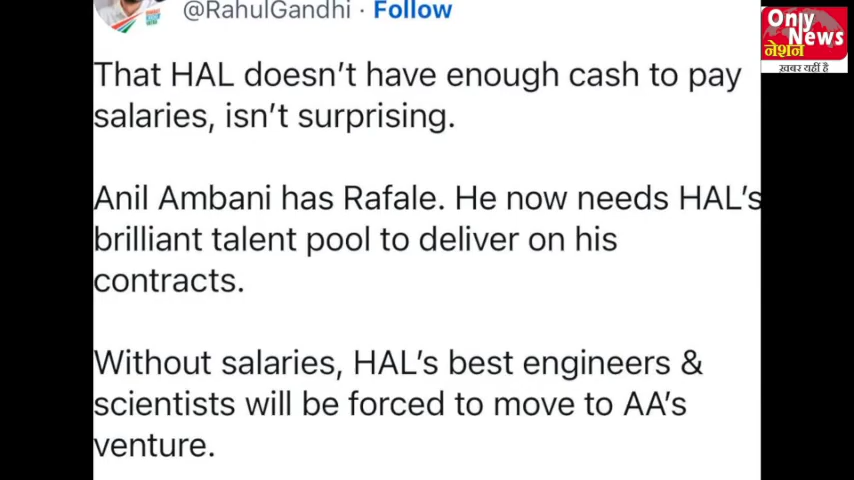 @RahulGandhi · Follow
Only
News
नेशन
ख़बर यहीं है
That HAL doesn't have enough cash to pay
salaries, isn't surprising.
Anil Ambani has Rafale. He now needs HAL's
brilliant talent pool to deliver on his
contracts.
Without salaries, HAL's best engineers &
scientists will be forced to move to AA's
venture.